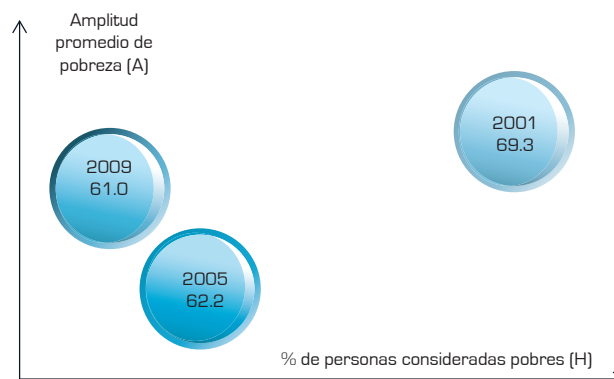 Amplitud
promedio de
pobreza (A)
2001
69.3
2009
61.0
2005
62.2
% de personas consideradas pobres (H)